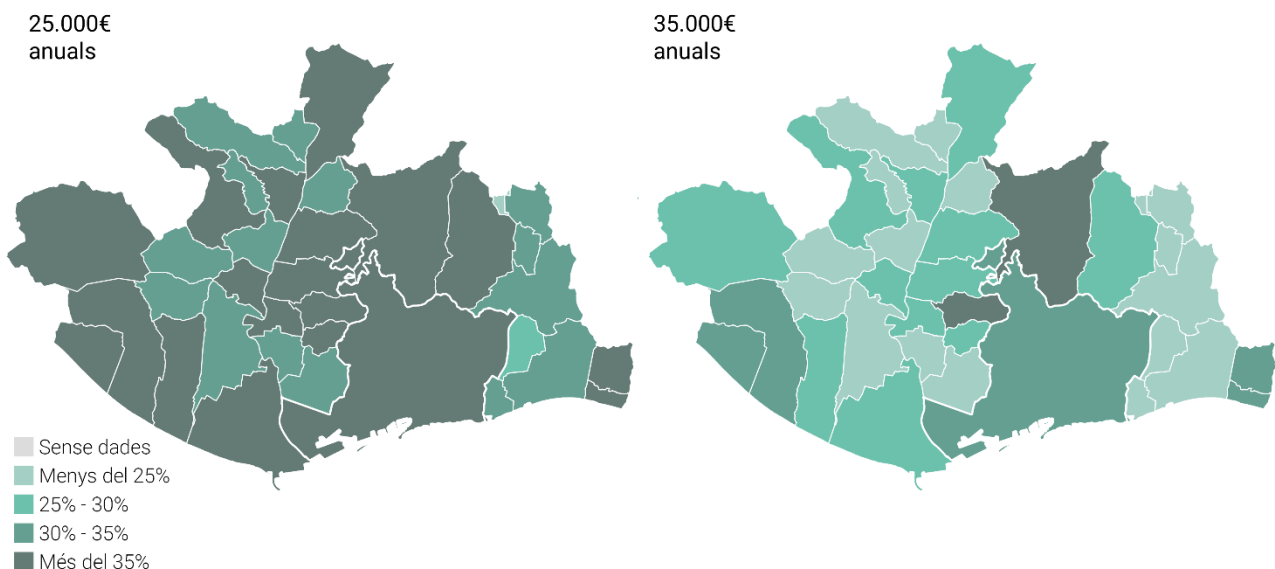 25.000€
anuals
35.000€
anuals
Sense dades
Menys del 25%
25% - 30%
30% - 35%
Més del 35%